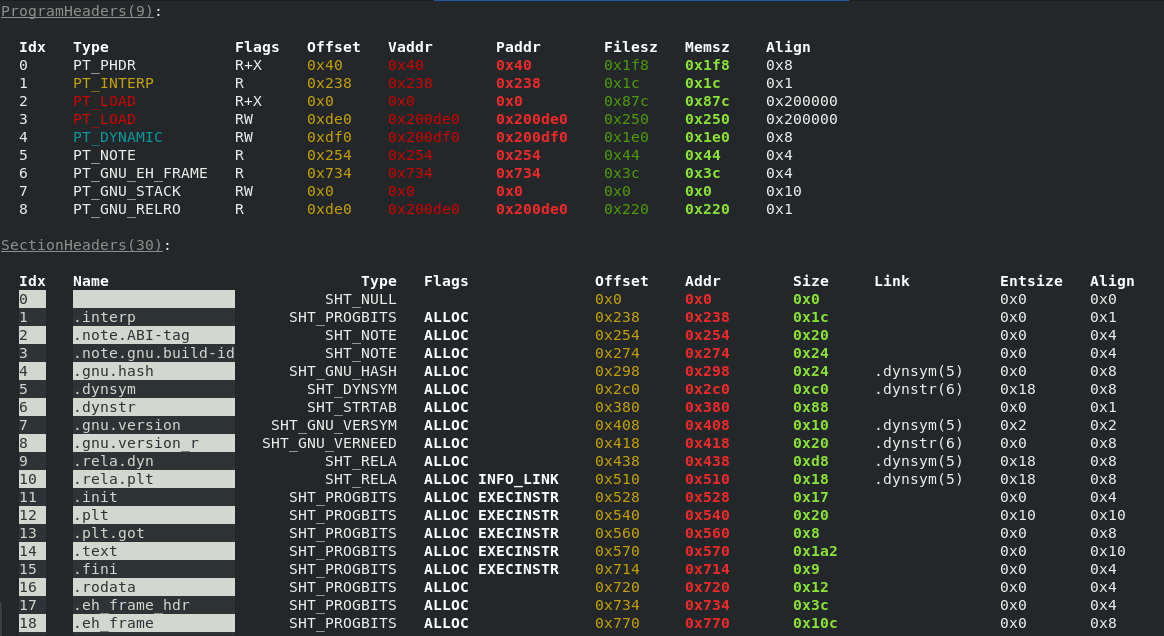 ProgramHeaders(9):
Idx Type Flags Offset Vaddr Paddr Filesz Memsz Align
0 PT_PHDR R+X 0x40 0x40 0x40 0x1f8 0x1f8 0x8
1 PT_INTERP R 0x238 0x238 0x238 0x1c 0x1c 0x1
2 PT_LOAD R+X 0x0 0x0 0x0 0x87c 0x87c 0x200000
3 PT_LOAD RW 0xde0 0x200de0 0x200de0 0x250 0x250 0x200000
4 PT_DYNAMIC RW 0xdf0 0x200df0 0x200df0 0x1e0 0x1e0 0x8
5 PT_NOTE R 0x254 0x254 0x254 0x44 0x44 0x4
6 PT_GNU_EH_FRAME R 0x734 0x734 0x734 0x3c 0x3c 0x4
7 PT_GNU_STACK RW 0x0 0x0 0x0 0x0 0x0 0x10
8 PT_GNU_RELRO R 0xde0 0x200de0 0x200de0 0x220 0x220 0x1
SectionHeaders(30):
Idx Name Type Flags Offset Addr Size Link Entsize Align
0 SHT_NULL 0x0 0x0 0x0 0x0 0x0
1 .interp SHT_PROGBITS ALLOC 0x238 0x238 0x1c 0x0 0x1
2 .note.ABI-tag SHT_NOTE ALLOC 0x254 0x254 0x20 0x0 0x4
3 .note.gnu.build-id SHT_NOTE ALLOC 0x274 0x274 0x24 0x0 0x4
4 .gnu.hash SHT_GNU_HASH ALLOC 0x298 0x298 0x24 .dynsym(5) 0x0 0x8
5 .dynsym SHT_DYNSYM ALLOC 0x2c0 0x2c0 0xc0 .dynstr(6) 0x18 0x8
6 .dynstr SHT_STRTAB ALLOC 0x380 0x380 0x88 0x0 0x1
7 .gnu.version SHT_GNU_VERSYM ALLOC 0x408 0x408 0x10 .dynsym(5) 0x2 0x2
8 .gnu.version_r SHT_GNU_VERNEED ALLOC 0x418 0x418 0x20 .dynstr(6) 0x0 0x8
9 .rela.dyn SHT_RELA ALLOC 0x438 0x438 0xd8 .dynsym(5) 0x18 0x8
10 .rela.plt SHT_RELA ALLOC INFO_LINK 0x510 0x510 0x18 .dynsym(5) 0x18 0x8
11 .init SHT_PROGBITS ALLOC EXECINSTR 0x528 0x528 0x17 0x0 0x4
12 .plt SHT_PROGBITS ALLOC EXECINSTR 0x540 0x540 0x20 0x10 0x10
13 .plt.got SHT_PROGBITS ALLOC EXECINSTR 0x560 0x560 0x8 0x0 0x8
14 .text SHT_PROGBITS ALLOC EXECINSTR 0x570 0x570 0x1a2 0x0 0x10
15 .fini SHT_PROGBITS ALLOC EXECINSTR 0x714 0x714 0x9 0x0 0x4
16 .rodata SHT_PROGBITS ALLOC 0x720 0x720 0x12 0x0 0x4
17 .eh_frame_hdr SHT_PROGBITS ALLOC 0x734 0x734 0x3c 0x0 0x4
18 .eh_frame SHT_PROGBITS ALLOC 0x770 0x770 0x10c 0x0 0x8